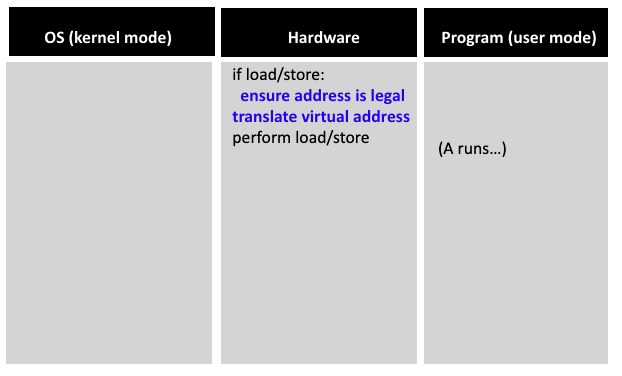 OS (kernel mode)
Hardware
Program (user mode)
if load/store:
ensure address is legal
translate virtual address
perform load/store
(A runs…)